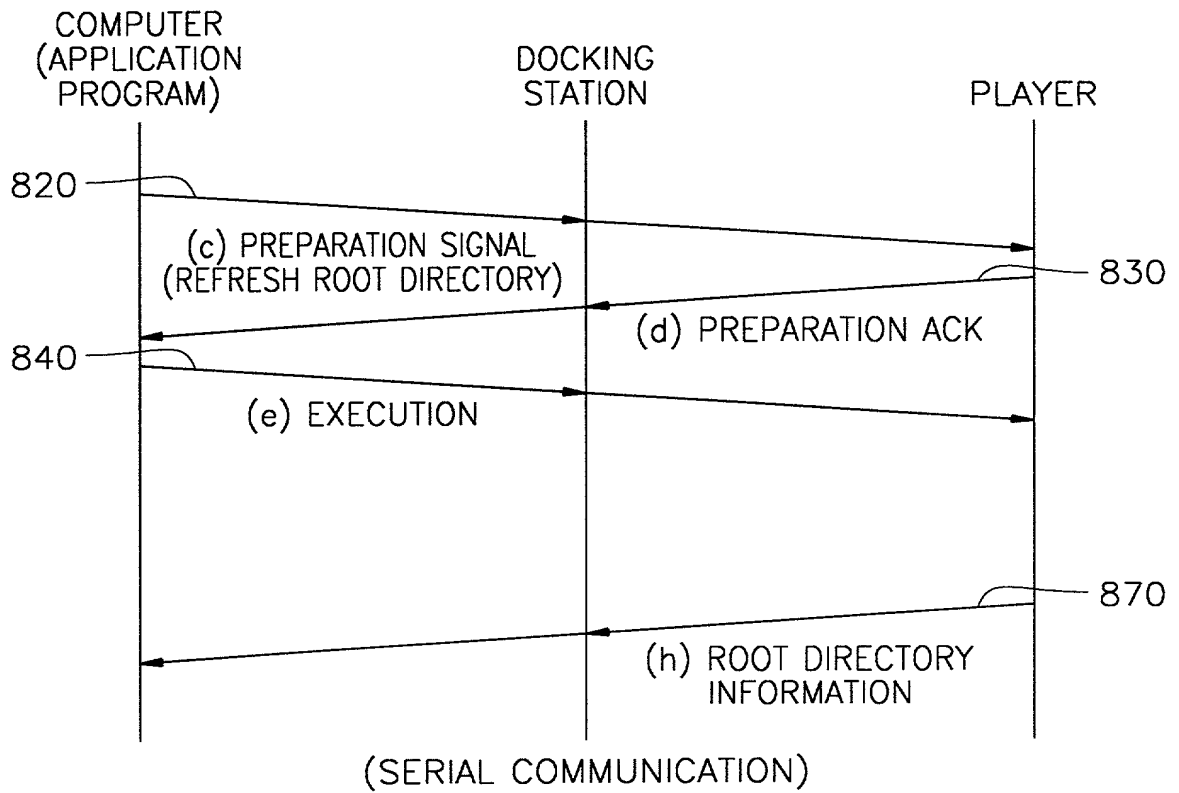 COMPUTER
(APPLICATION
PROGRAM)
DOCKING
STATION
PLAYER
820
(c) PREPARATION SIGNAL
(REFRESH ROOT DIRECTORY)
830
(d) PREPARATION ACK
840
(e) EXECUTION
870
(h) ROOT DIRECTORY
INFORMATION
(SERIAL COMMUNICATION)